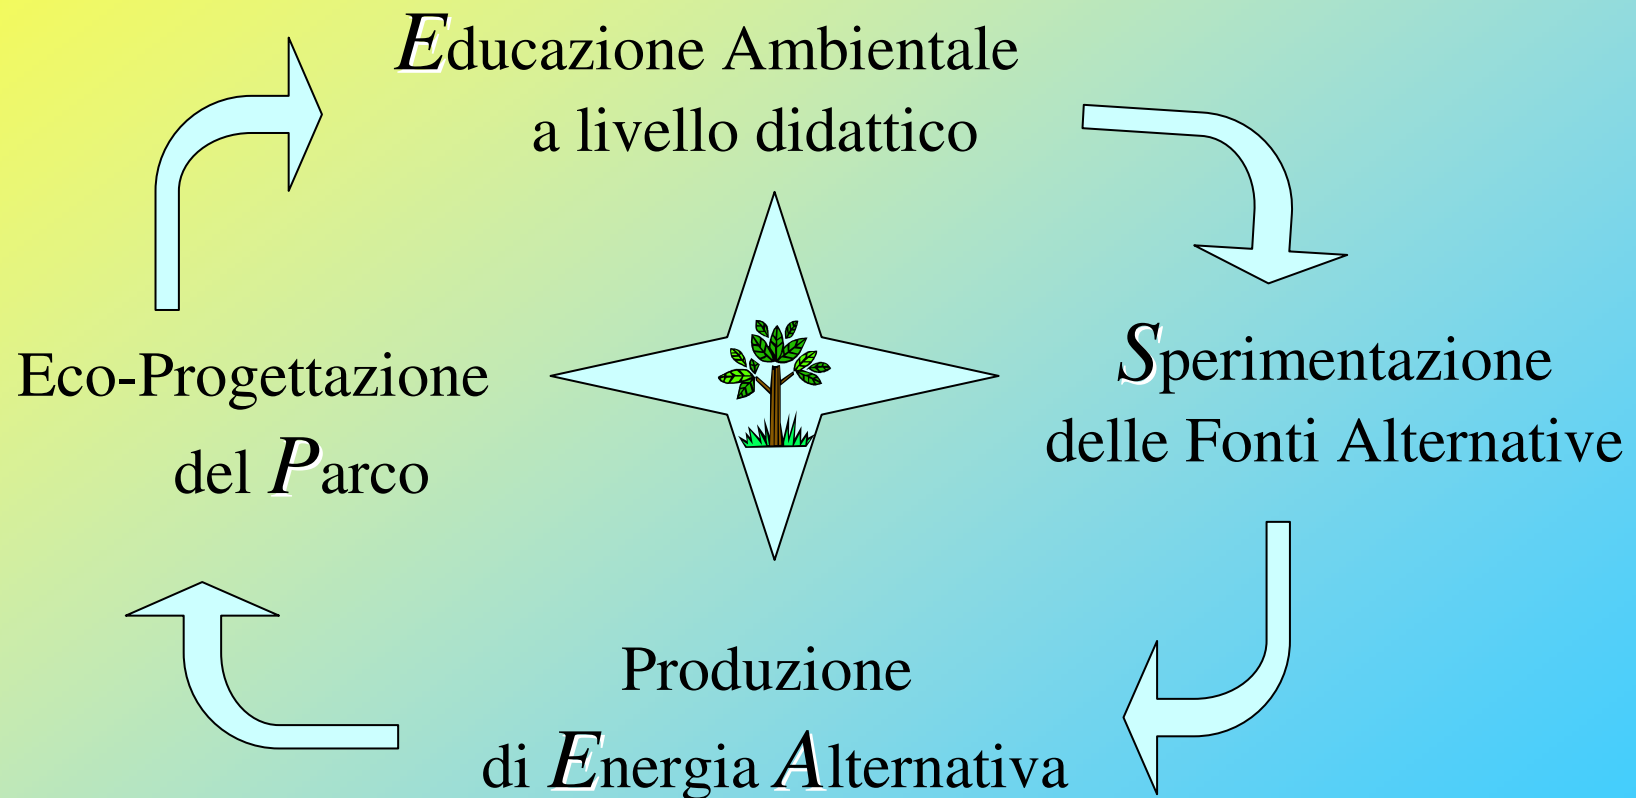 Educazione Ambientale
a livello didattico
Sperimentazione
delle Fonti Alternative
Produzione
di Energia Alternativa
Eco-Progettazione
del Parco